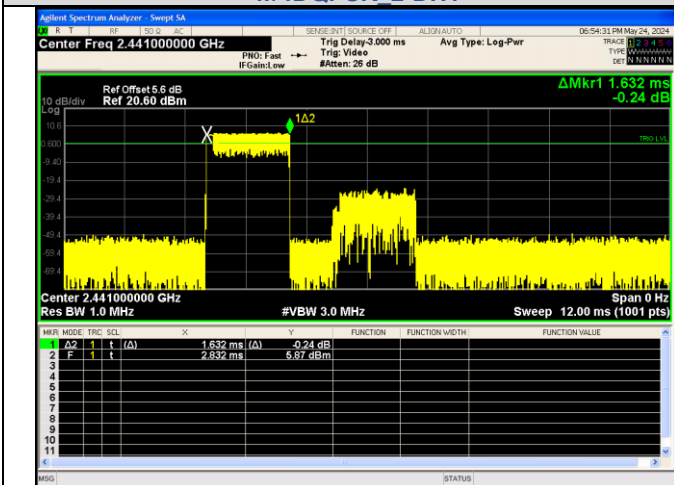 Agilent Spectrum Analyzer - Swept SA
R T RF 50 Ω AC SENSE:INT SOURCE OFF ALIGN AUTO 06:54:31 PM May 24, 2024
Center Freq 2.441000000 GHz
PNO: Fast
IFGain:Low
Trig Delay-3.000 ms
Trig: Video
#Atten: 26 dB
Avg Type: Log-Pwr
TRACE 1 2 3 4 5 6
TYPE
DET N N N N N N
ΔMkr1 1.632 ms
-0.24 dB
Ref Offset 5.6 dB
10 dB/div Ref 20.60 dBm
Log
1Δ2
10.6
TRIG LVL
0.600
-9.40
-19.4
-29.4
-39.4
-49.4
-59.4
-69.4
Center 2.441000000 GHz Span 0 Hz
Res BW 1.0 MHz #VBW 3.0 MHz Sweep 12.00 ms (1001 pts)
MKR MODE TRC SCL X Y FUNCTION FUNCTION WIDTH FUNCTION VALUE
1 Δ2 1 t (Δ) 1.632 ms (Δ) -0.24 dB
2 F 1 t 2.832 ms 5.87 dBm
3
4
5
6
7
8
9
10
11
MSG STATUS